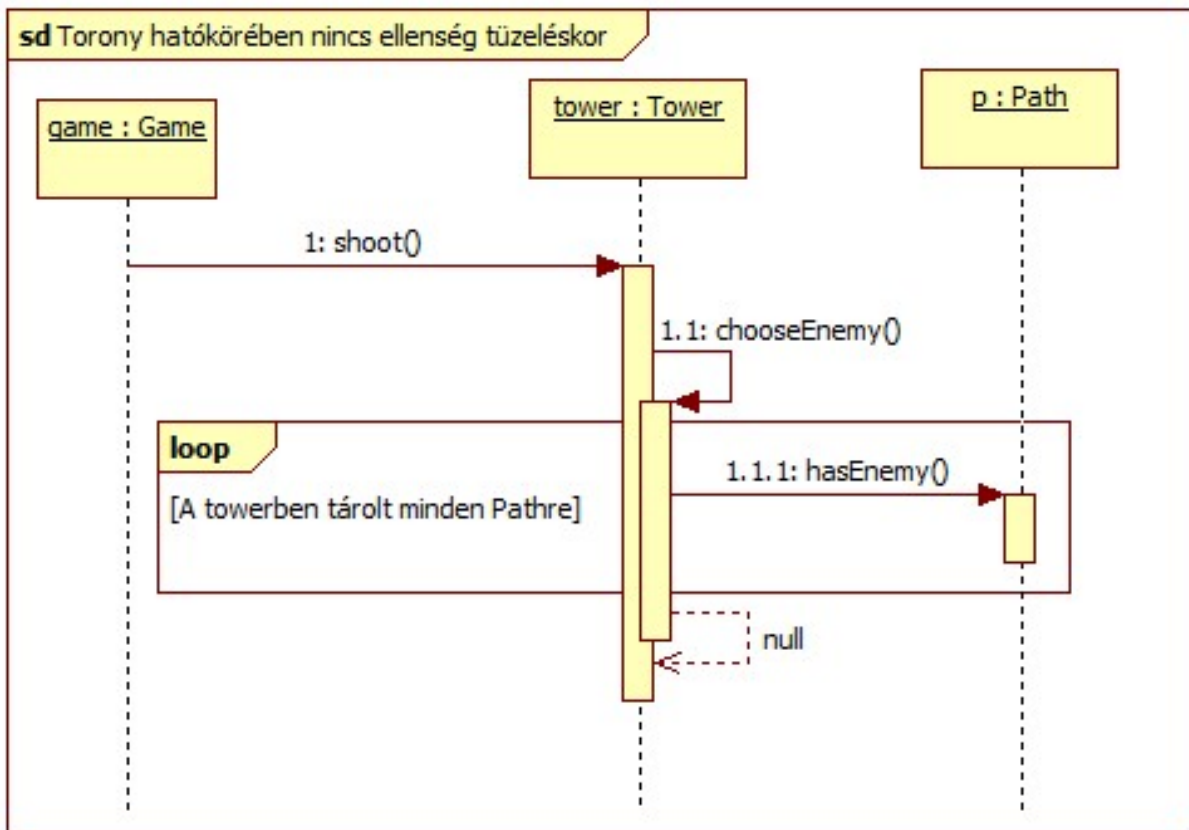 sd Torony hatókörében nincs ellenség tüzeléskor
game : Game
tower : Tower
p : Path
1: shoot()
1.1: chooseEnemy()
loop
1.1.1: hasEnemy()
[A towerben tárolt minden Pathre]
null